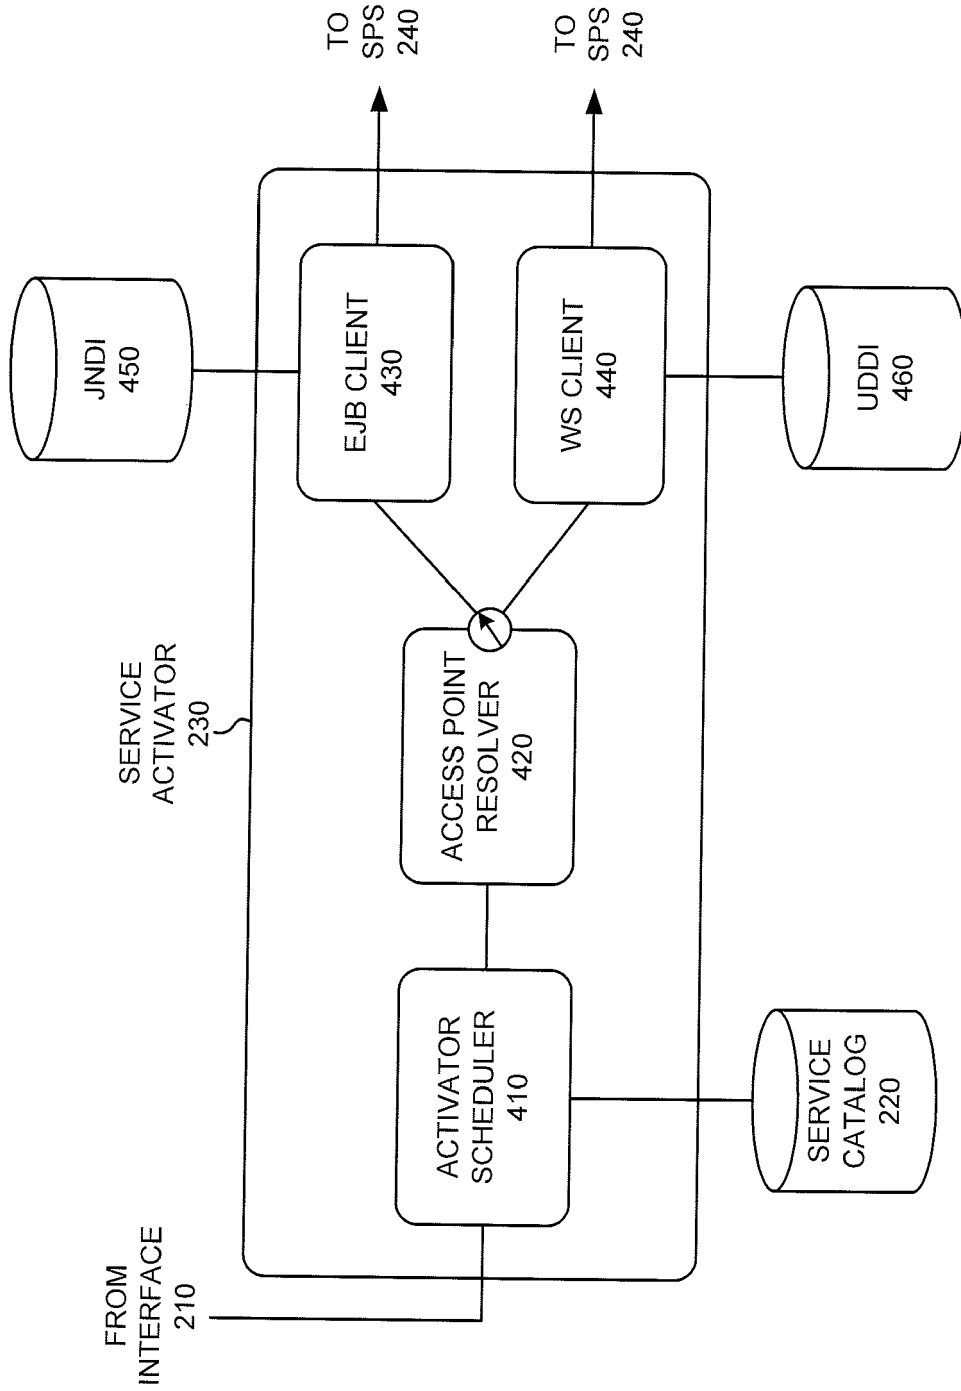 FROM
INTERFACE
210
SERVICE
ACTIVATOR
230
JNDI
450
TO
SPS
240
ACTIVATOR
SCHEDULER
410
ACCESS POINT
RESOLVER
420
EJB CLIENT
430
WS CLIENT
440
TO
SPS
240
SERVICE
CATALOG
220
UDDI
460